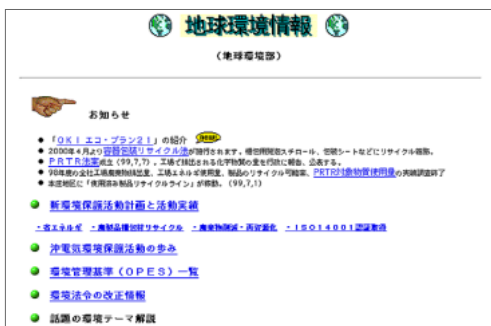 地球環境情報
(地球環境部)
お知らせ
● 「OKI エコ・プラン21」の紹介
● 2000年4月より容器包装リサイクル法が施行されます。梱包用発泡スチロール、包装シートなどにリサイクル義務。
● PRTR法案成立(99,7,7)。工場で排出される化学物質の量を行政に報告、公表する。
● 98年度の全社工場廃棄物排出量、工場エネルギ使用量、製品のリサイクル可能率、PRTR対象物質使用量の実績調査終了
● 本庄地区に「使用済み製品リサイクルライン」が稼動。(99,7,1)
新環境保護活動計画と活動実績
・省エネルギ ・廃製品梱包材リサイクル ・廃棄物削減・再資源化 ・ISO14001認証取得
沖電気環境保護活動の歩み
環境管理基準(OPES)一覧
環境法令の改正情報
話題の環境テーマ解説